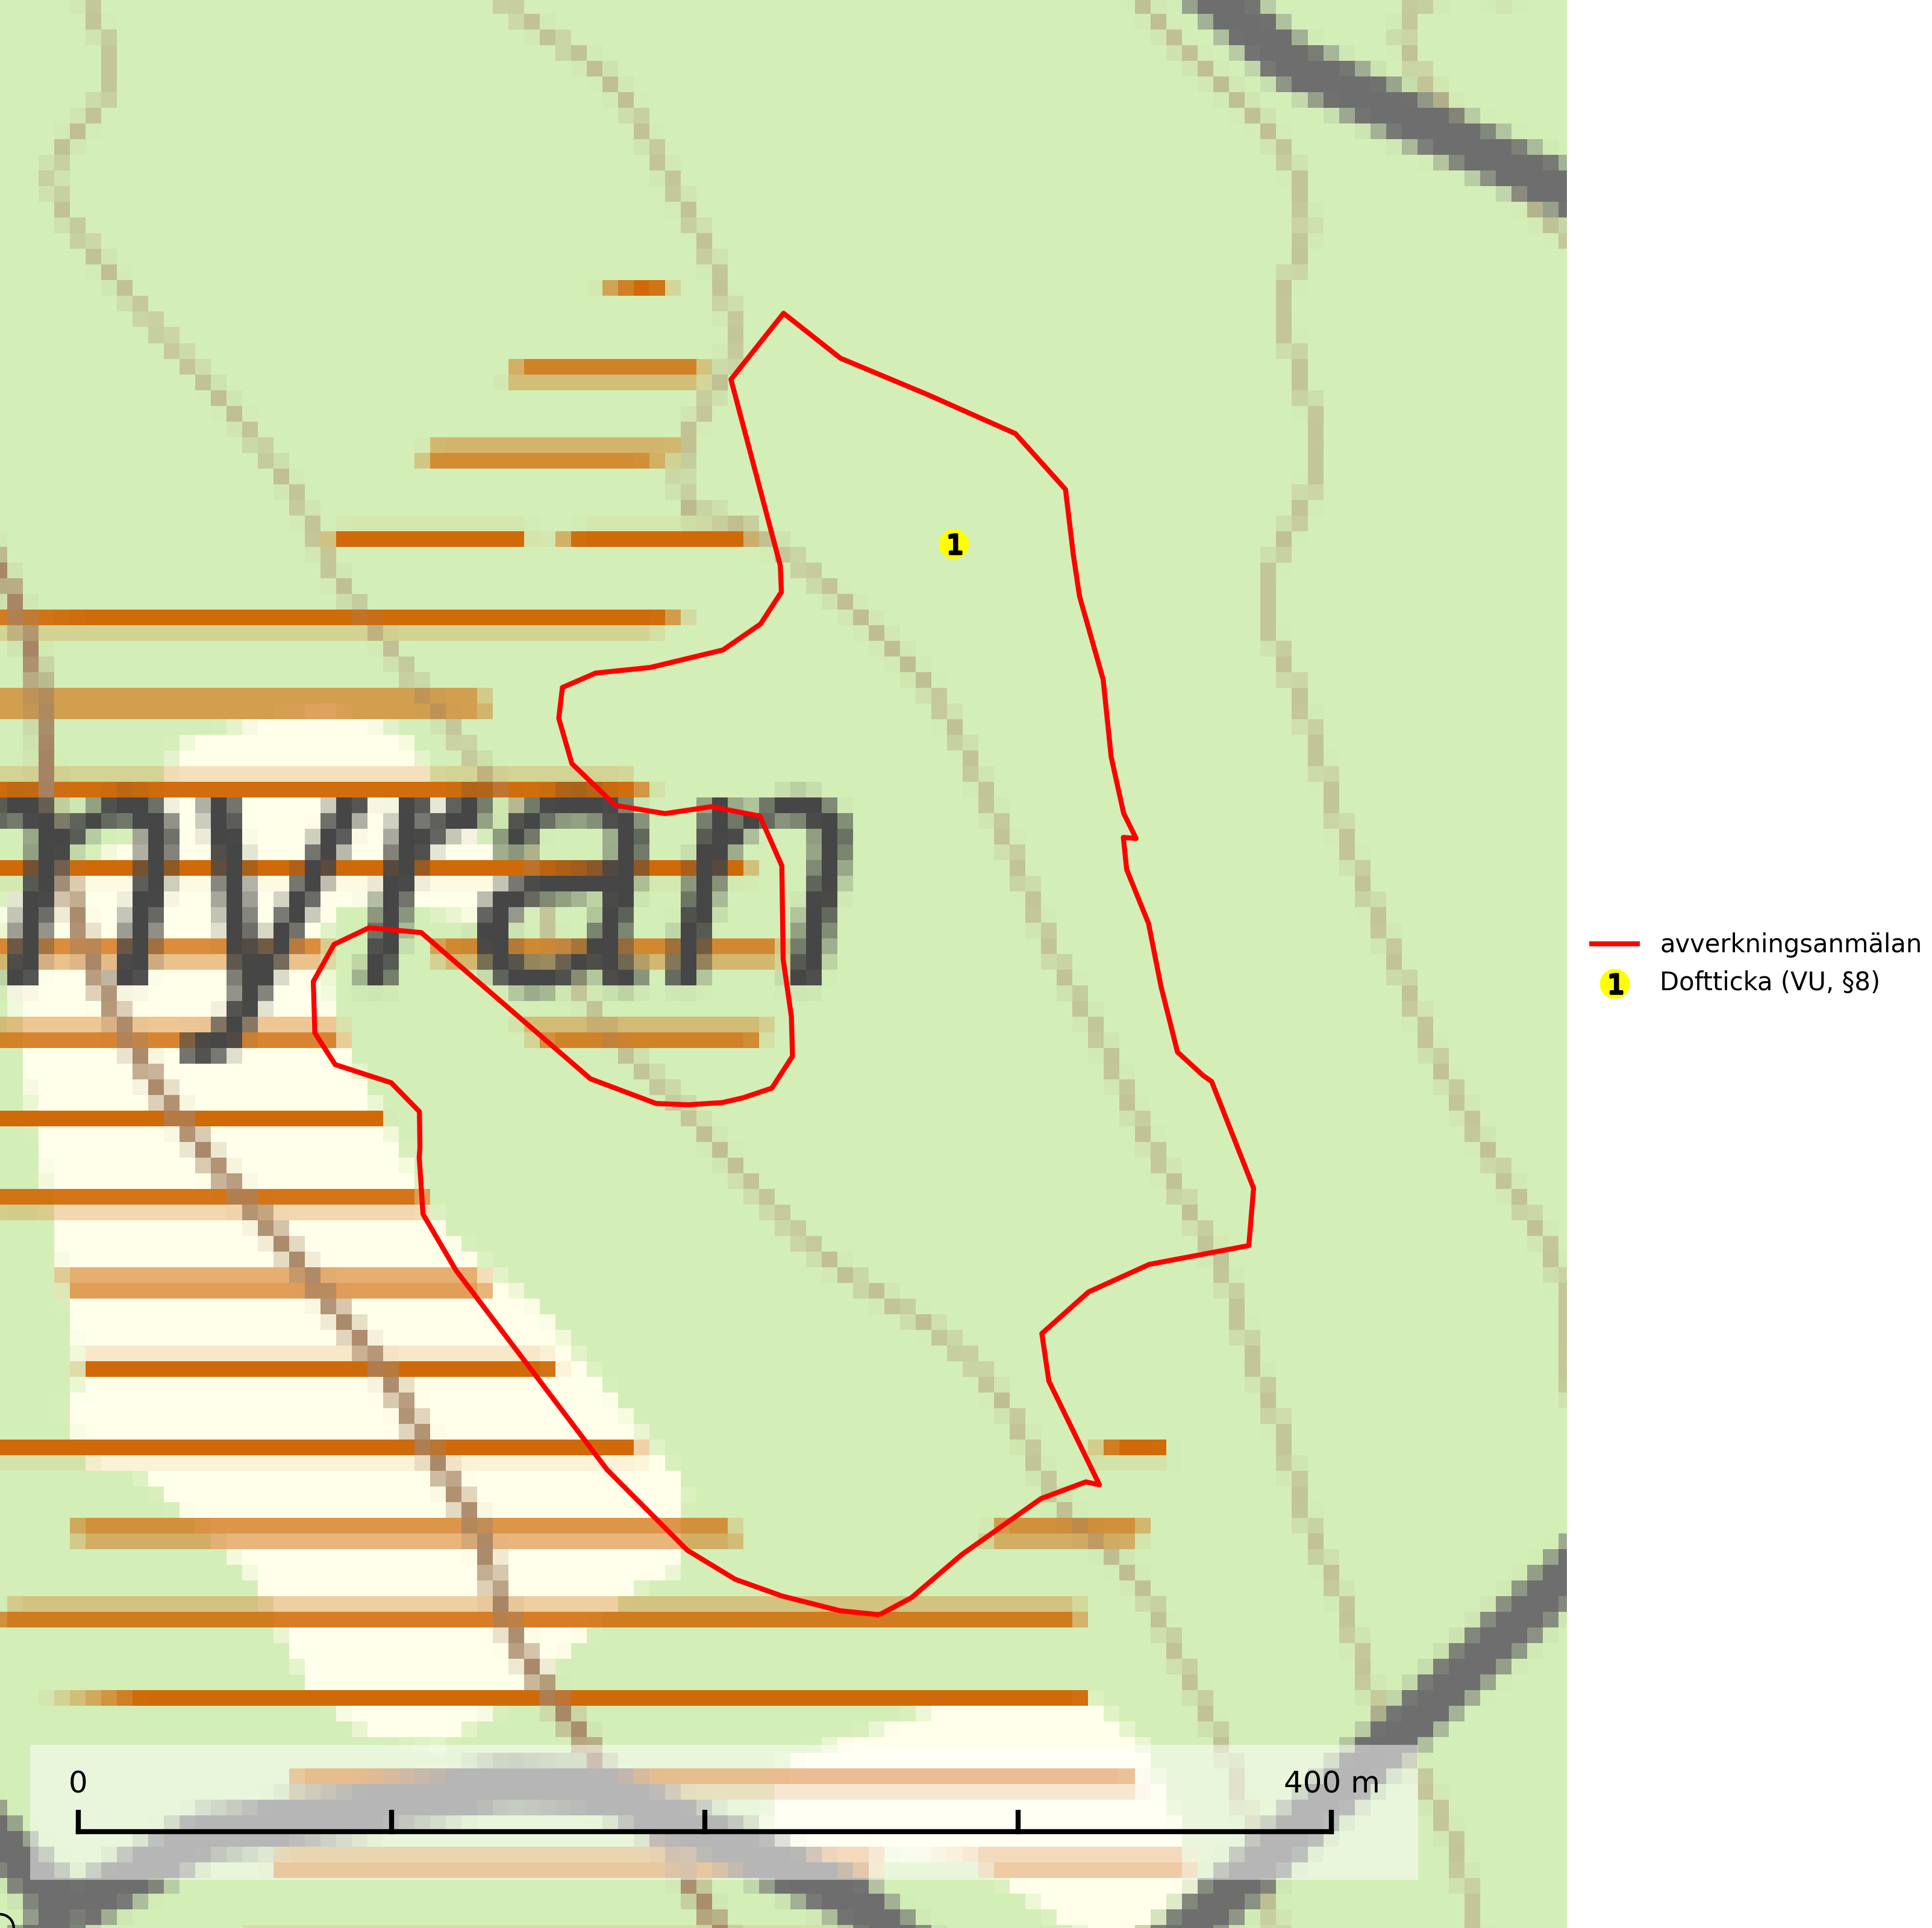 1
myran
avverkningsanmälan
1 Doftticka (VU, §8)
0 400 m